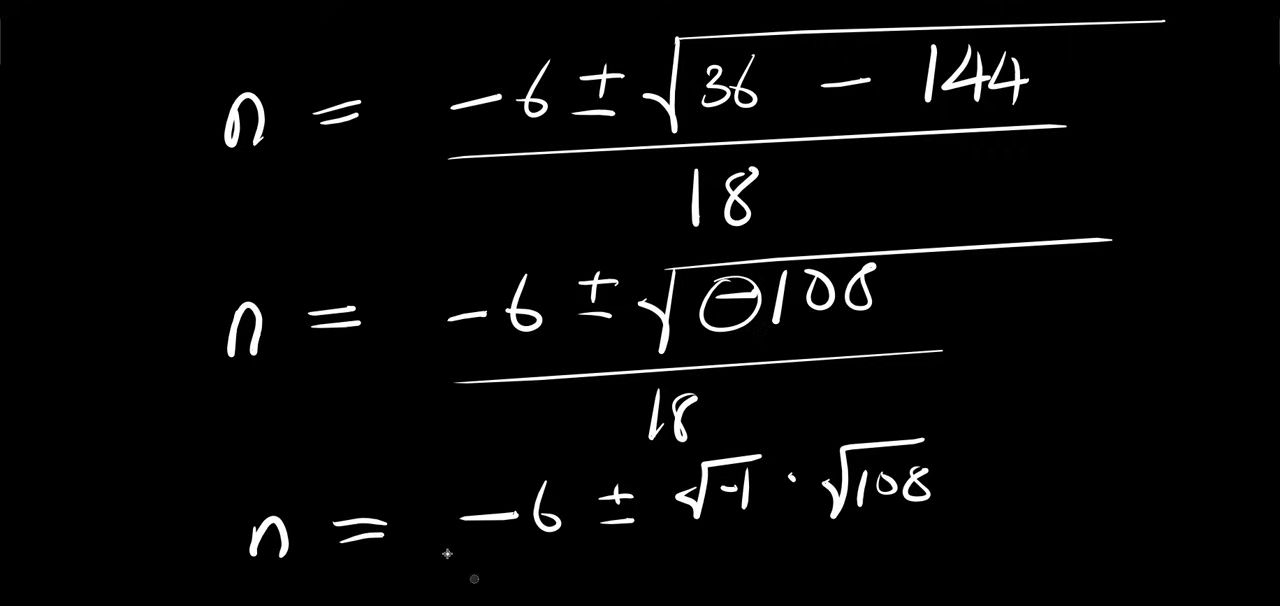 n = -6 ± √36 - 144
18
n = -6 ± √-108
18
n = -6 ± √-1 · √108